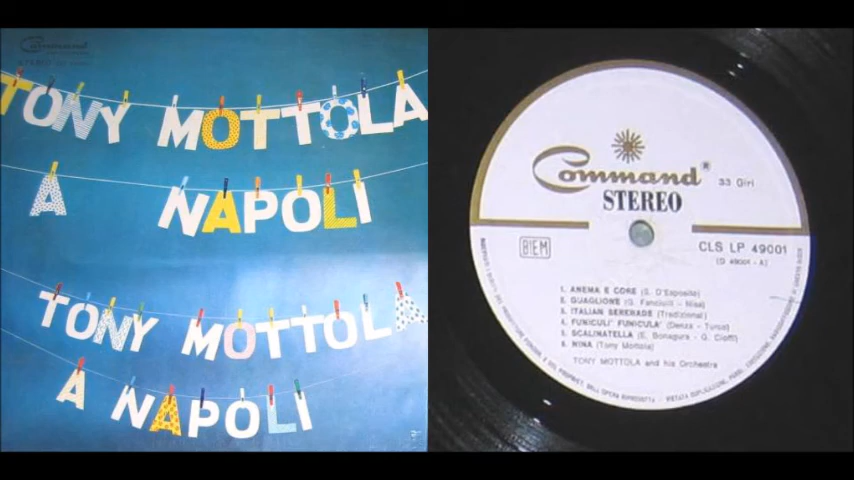 Command
STEREO
TONY MOTTOLA
A NAPOLI
TONY MOTTOLA
A NAPOLI
Command®
33 Giri
STEREO
BIEM
CLS LP 49001
(O 49001-A)
1. ANEMA E CORE (S. D'Esposito)
2. GUAGLIONE (G. Fanciulli - Nisa)
3. ITALIAN SERENADE (Tradizional)
4. FUNICULI' FUNICULA' (Denza - Turco)
5. SCALINATELLA (E. Bonagura - G. Cioffi)
6. NINA (Tony Mottola)
TONY MOTTOLA and his Orchestra